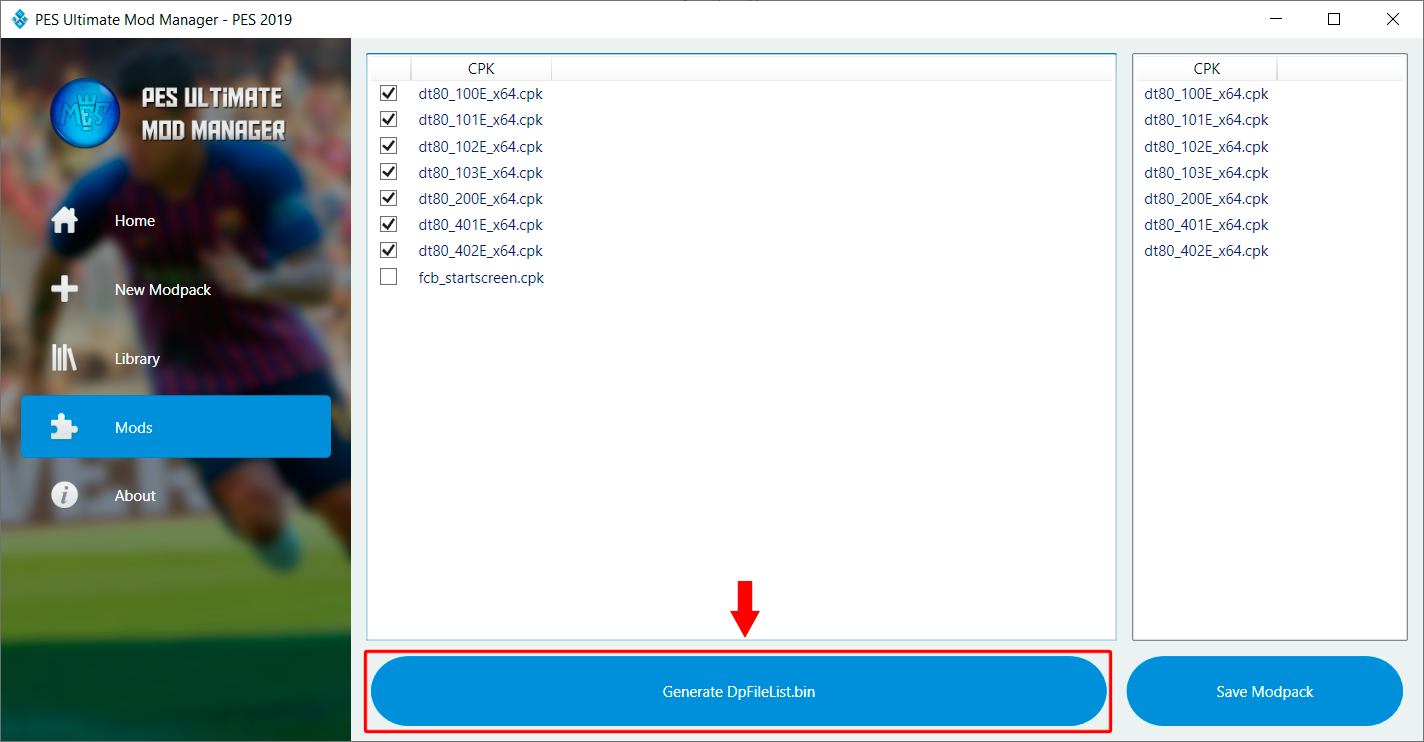 PES Ultimate Mod Manager - PES 2019
MES
PES ULTiMATE
MOD MANAGER
Home
New Modpack
Library
Mods
About
CPK
dt80_100E_x64.cpk
dt80_101E_x64.cpk
dt80_102E_x64.cpk
dt80_103E_x64.cpk
dt80_200E_x64.cpk
dt80_401E_x64.cpk
dt80_402E_x64.cpk
fcb_startscreen.cpk
Generate DpFileList.bin
CPK
dt80_100E_x64.cpk
dt80_101E_x64.cpk
dt80_102E_x64.cpk
dt80_103E_x64.cpk
dt80_200E_x64.cpk
dt80_401E_x64.cpk
dt80_402E_x64.cpk
Save Modpack